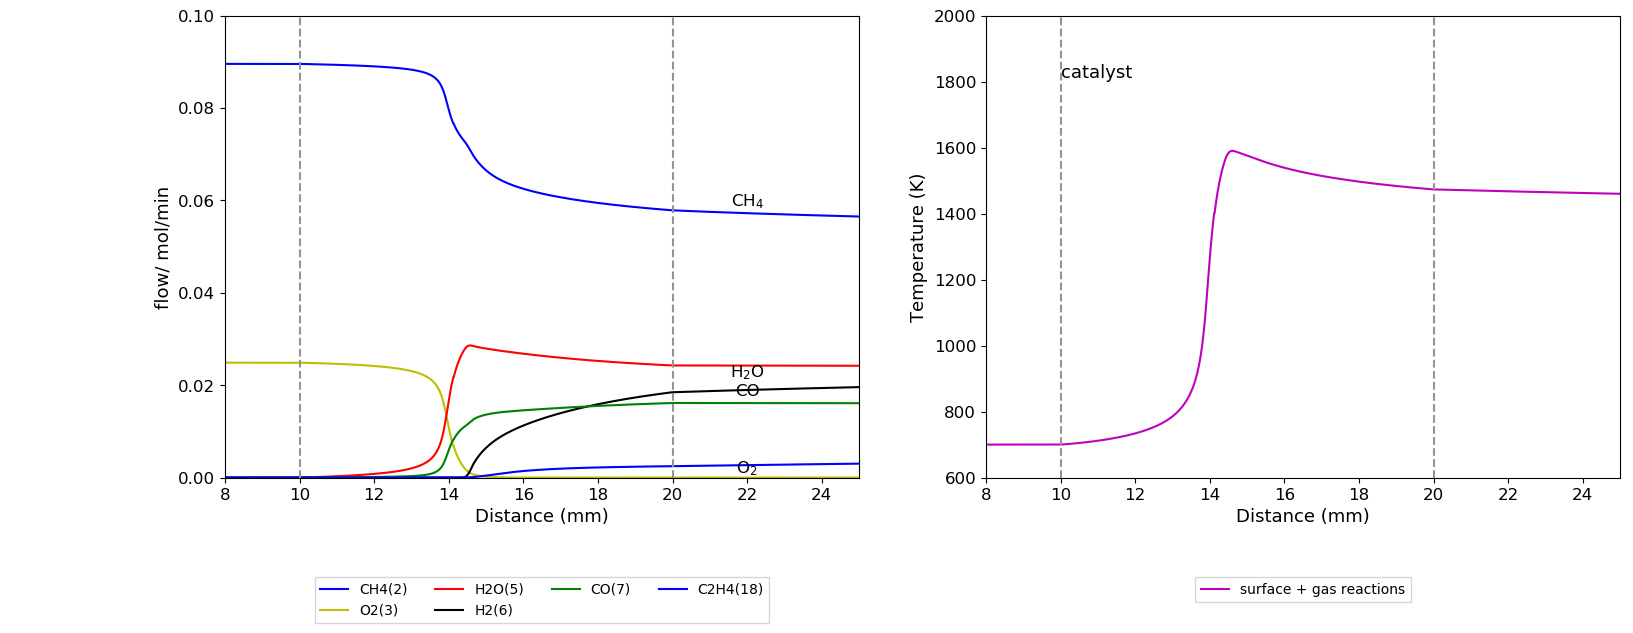 0.10
0.08
0.06
0.04
0.02
0.00
flow/ mol/min
CH4
H2O
CO
O2
8 10 12 14 16 18 20 22 24
Distance (mm)
CH4(2) H2O(5) CO(7) C2H4(18)
O2(3) H2(6)
2000
1800
1600
1400
1200
1000
800
600
Temperature (K)
catalyst
8 10 12 14 16 18 20 22 24
Distance (mm)
surface + gas reactions